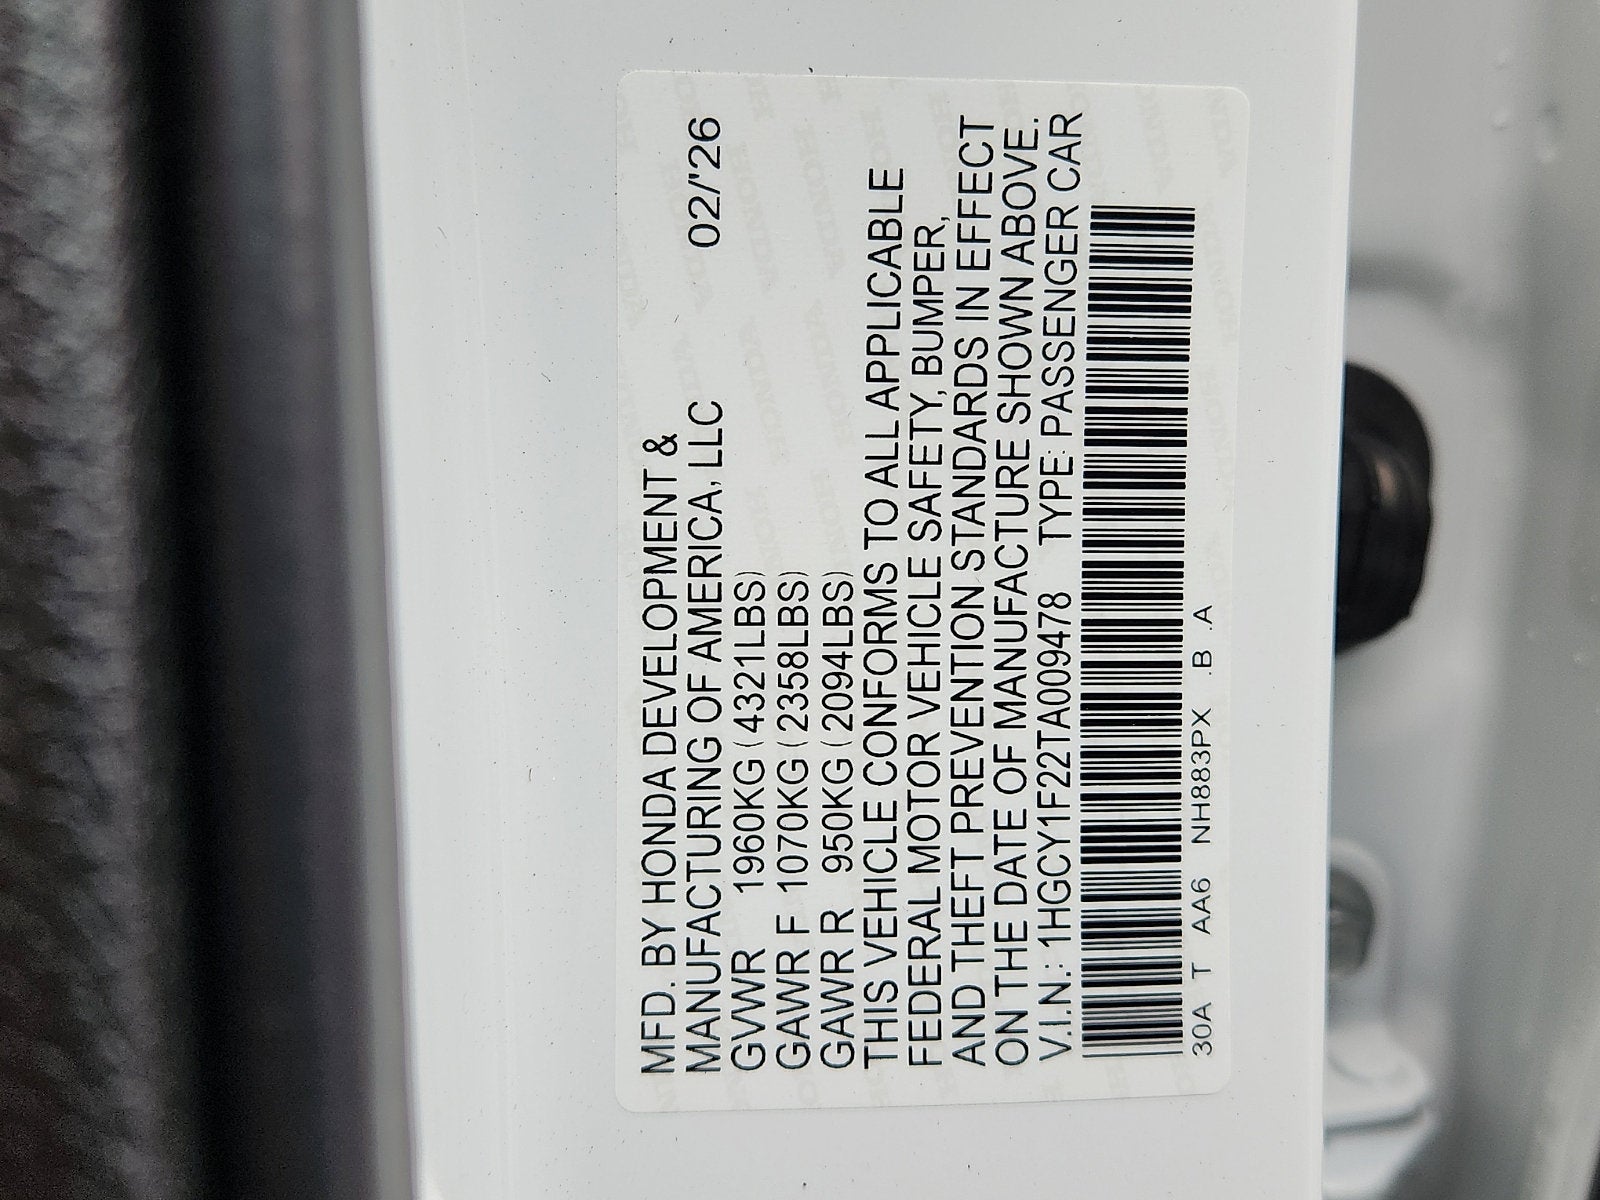 MFD. BY HONDA DEVELOPMENT &
MANUFACTURING OF AMERICA, LLC 02/'26
GVWR 1960KG (4321LBS)
GAWR F 1070KG (2358LBS)
GAWR R 950KG (2094LBS)
THIS VEHICLE CONFORMS TO ALL APPLICABLE
FEDERAL MOTOR VEHICLE SAFETY, BUMPER,
AND THEFT PREVENTION STANDARDS IN EFFECT
ON THE DATE OF MANUFACTURE SHOWN ABOVE.
V.I.N.: 1HGCY1F22TA009478 TYPE: PASSENGER CAR
30A T AA6 NH883PX .B .A